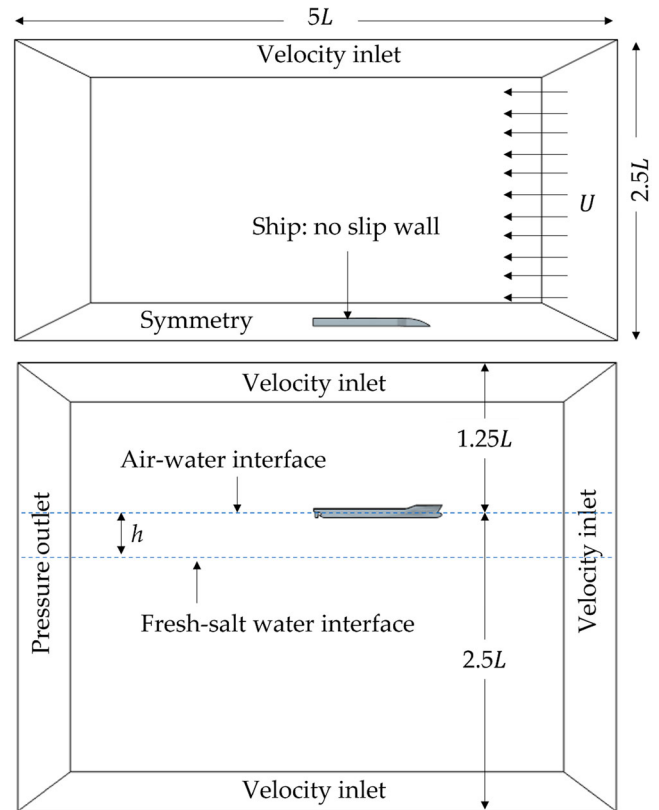 5L
Velocity inlet
2.5L
U
Ship: no slip wall
Symmetry
Velocity inlet
1.25L
Air-water interface
Pressure outlet
h
Velocity inlet
Fresh-salt water interface
2.5L
Velocity inlet